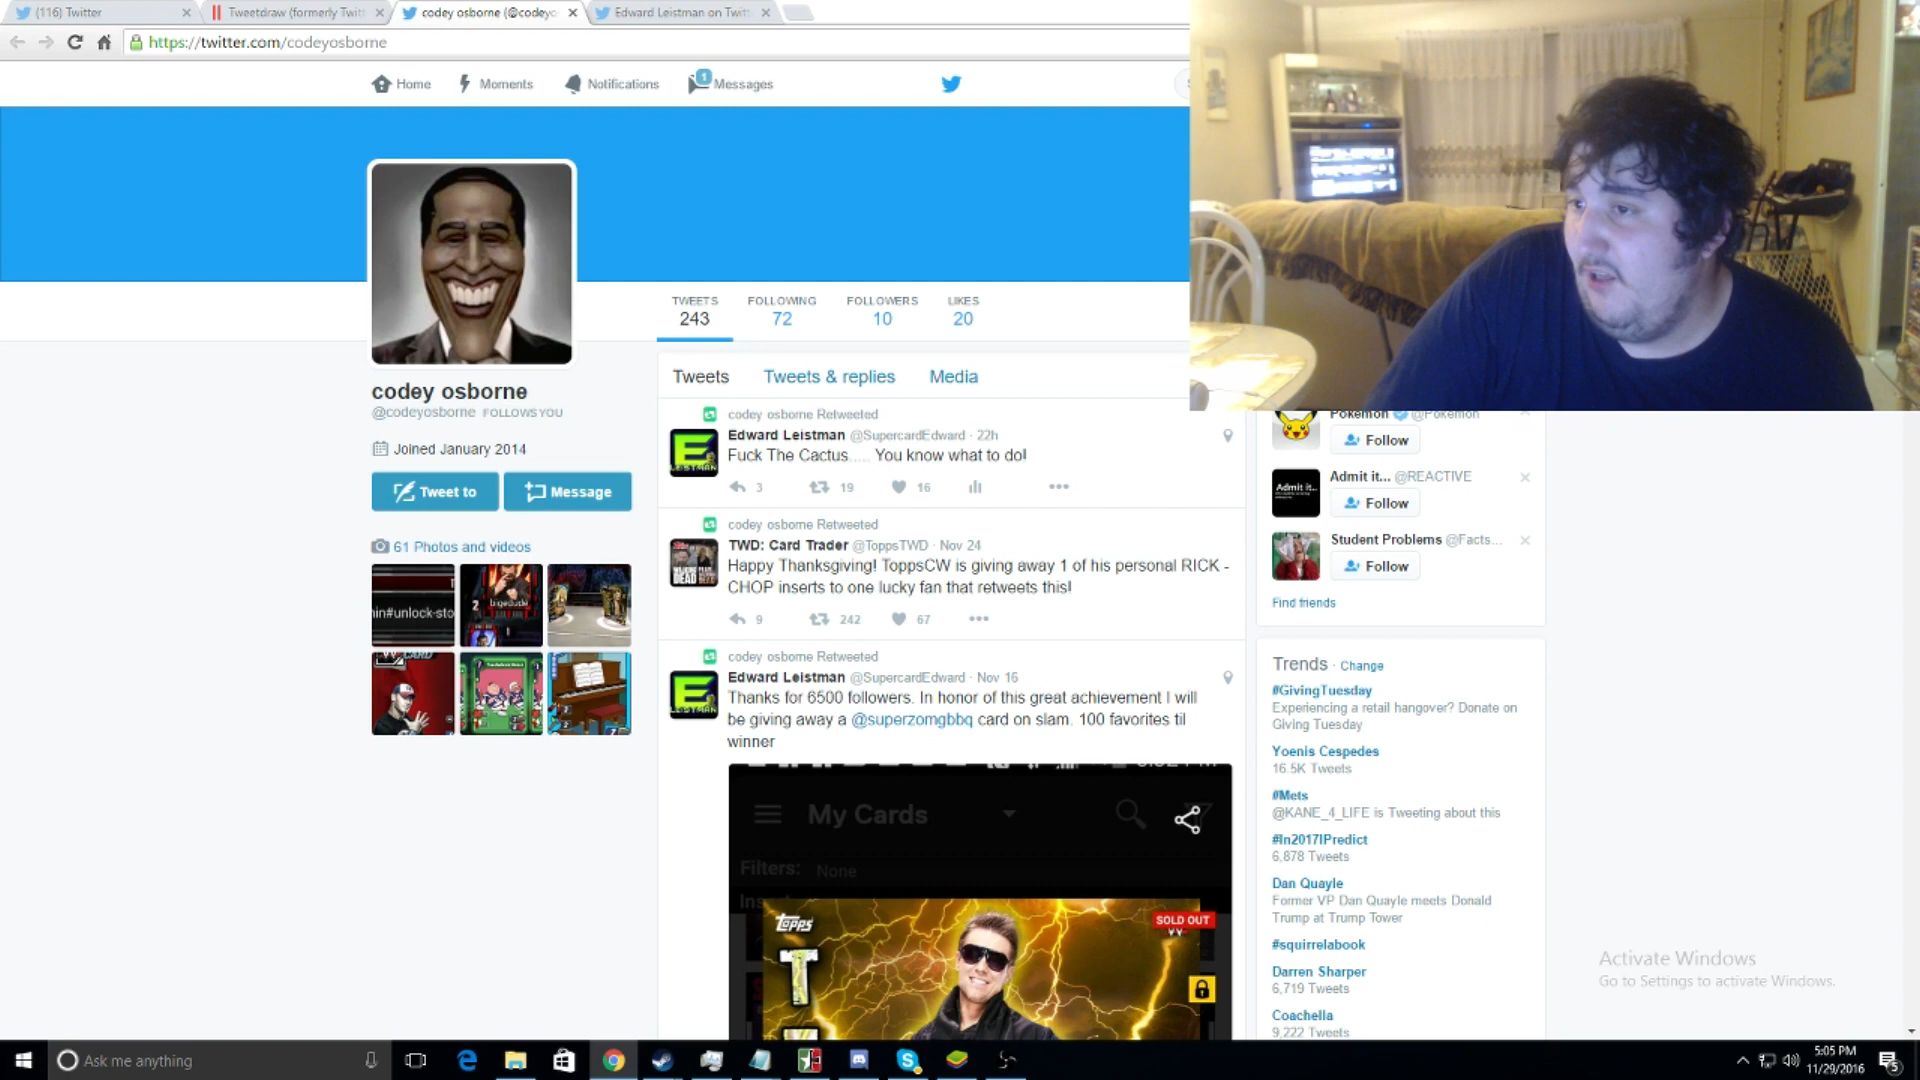 (116) Twitter
Tweetdraw (formerly Twitt
codey osborne (@codeyo
Edward Leistman on Twitt
https://twitter.com/codeyosborne
Home
Moments
Notifications
1
Messages
TWEETS
243
FOLLOWING
72
FOLLOWERS
10
LIKES
20
codey osborne
@codeyosborne FOLLOWS YOU
Joined January 2014
Tweet to
Message
61 Photos and videos
Tweets
Tweets & replies
Media
codey osborne Retweeted
Edward Leistman @SupercardEdward · 22h
Fuck The Cactus..... You know what to do!
3
19
16
codey osborne Retweeted
TWD: Card Trader @ToppsTWD · Nov 24
Happy Thanksgiving! ToppsCW is giving away 1 of his personal RICK -
CHOP inserts to one lucky fan that retweets this!
9
242
67
codey osborne Retweeted
Edward Leistman @SupercardEdward · Nov 16
Thanks for 6500 followers. In honor of this great achievement I will
be giving away a @superzomgbbq card on slam. 100 favorites til
winner
My Cards
Filters: None
Topps
SOLD OUT
Pokémon @Pokemon
Follow
Admit it...
Admit it... @REACTIVE
Follow
Student Problems @Facts...
Follow
Find friends
Trends · Change
#GivingTuesday
Experiencing a retail hangover? Donate on
Giving Tuesday
Yoenis Cespedes
16.5K Tweets
#Mets
@KANE_4_LIFE is Tweeting about this
#In2017IPredict
6,878 Tweets
Dan Quayle
Former VP Dan Quayle meets Donald
Trump at Trump Tower
#squirrelabook
Darren Sharper
6,719 Tweets
Coachella
9,222 Tweets
Activate Windows
Go to Settings to activate Windows.
Ask me anything
5:05 PM
11/29/2016
5